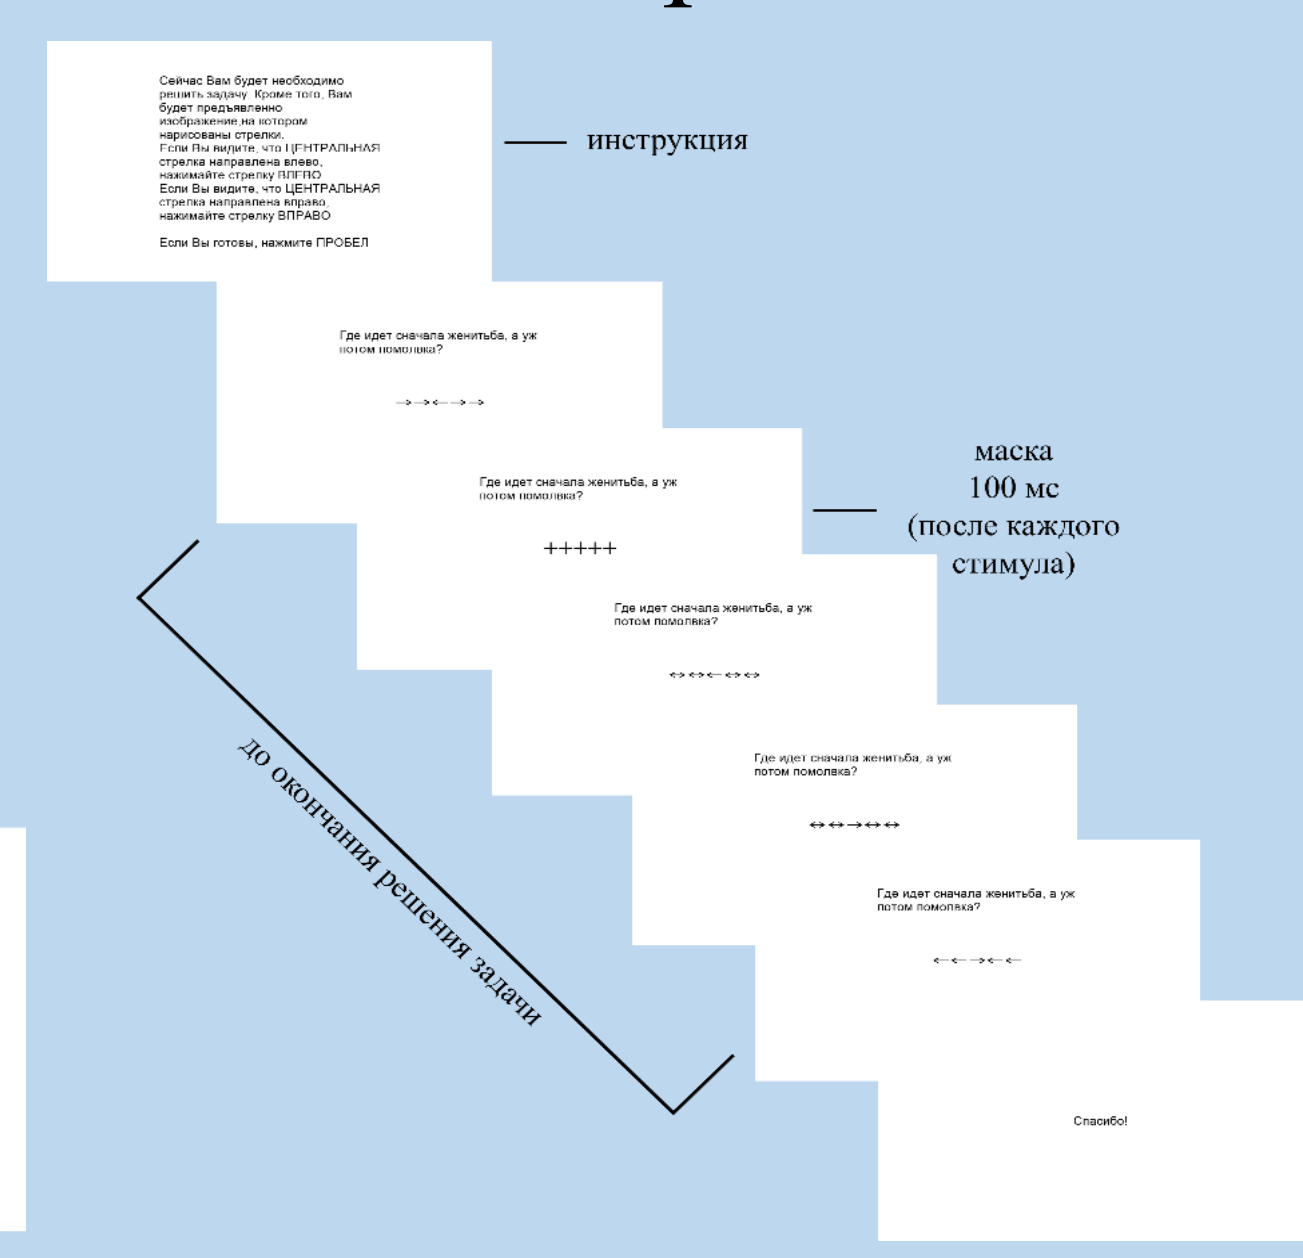 Сейчас Вам будет необходимо
решить задачу. Кроме того, Вам
будет предъявленно
изображение,на котором
нарисованы стрелки.
Если Вы видите, что ЦЕНТРАЛЬНАЯ
стрелка направлена влево,
нажимайте стрелку ВЛЕВО
Если Вы видите, что ЦЕНТРАЛЬНАЯ
стрелка направлена вправо,
нажимайте стрелку ВПРАВО
Если Вы готовы, нажмите ПРОБЕЛ
инструкция
Где идет сначала женитьба, а уж
потом помолвка?
→→←→→
Где идет сначала женитьба, а уж
потом помолвка?
+++++
маска
100 мс
(после каждого
стимула)
Где идет сначала женитьба, а уж
потом помолвка?
↔↔←↔↔
Где идет сначала женитьба, а уж
потом помолвка?
↔↔→↔↔
Где идет сначала женитьба, а уж
потом помолвка?
←←→←←
до окончания решения задачи
Спасибо!